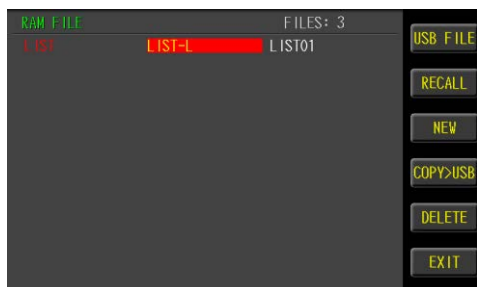 RAM FILE FILES: 3
LIST LIST-L LIST01
USB FILE
RECALL
NEW
COPY>USB
DELETE
EXIT